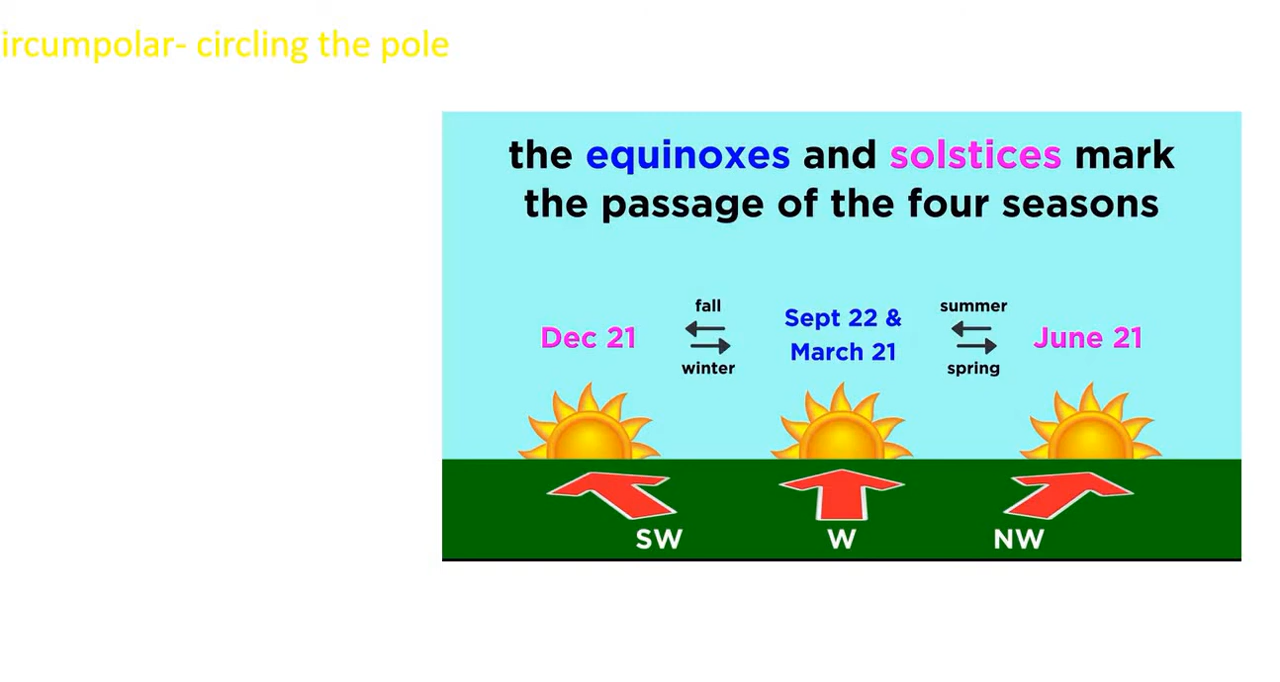 ircumpolar- circling the pole
the equinoxes and solstices mark
the passage of the four seasons
fall
summer
Sept 22 &
Dec 21
June 21
March 21
winter
spring
SW
W
NW